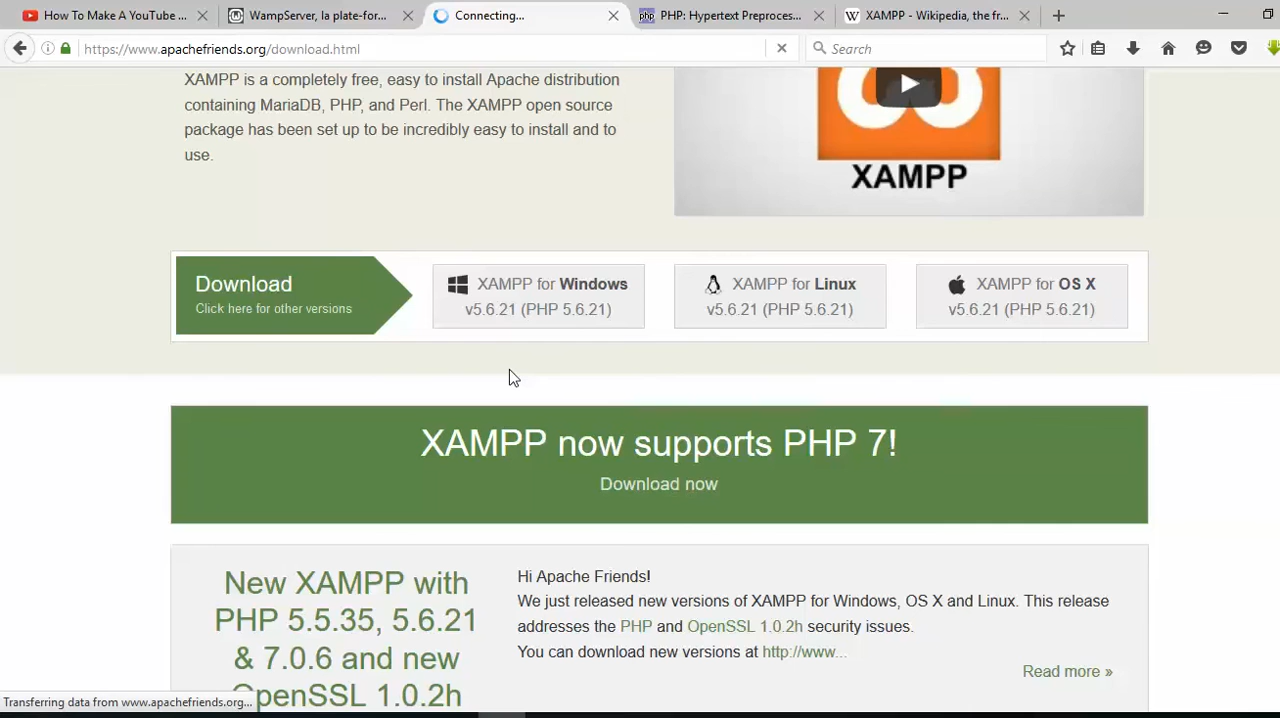 How To Make A YouTube ...
WampServer, la plate-for...
Connecting...
php PHP: Hypertext Preproces...
W XAMPP - Wikipedia, the fr...
https://www.apachefriends.org/download.html
Search
XAMPP is a completely free, easy to install Apache distribution
containing MariaDB, PHP, and Perl. The XAMPP open source
package has been set up to be incredibly easy to install and to
use.
XAMPP
Download
Click here for other versions
XAMPP for Windows
v5.6.21 (PHP 5.6.21)
XAMPP for Linux
v5.6.21 (PHP 5.6.21)
XAMPP for OS X
v5.6.21 (PHP 5.6.21)
XAMPP now supports PHP 7!
Download now
New XAMPP with
PHP 5.5.35, 5.6.21
& 7.0.6 and new
OpenSSL 1.0.2h
Hi Apache Friends!
We just released new versions of XAMPP for Windows, OS X and Linux. This release
addresses the PHP and OpenSSL 1.0.2h security issues.
You can download new versions at http://www...
Read more »
Transferring data from www.apachefriends.org...